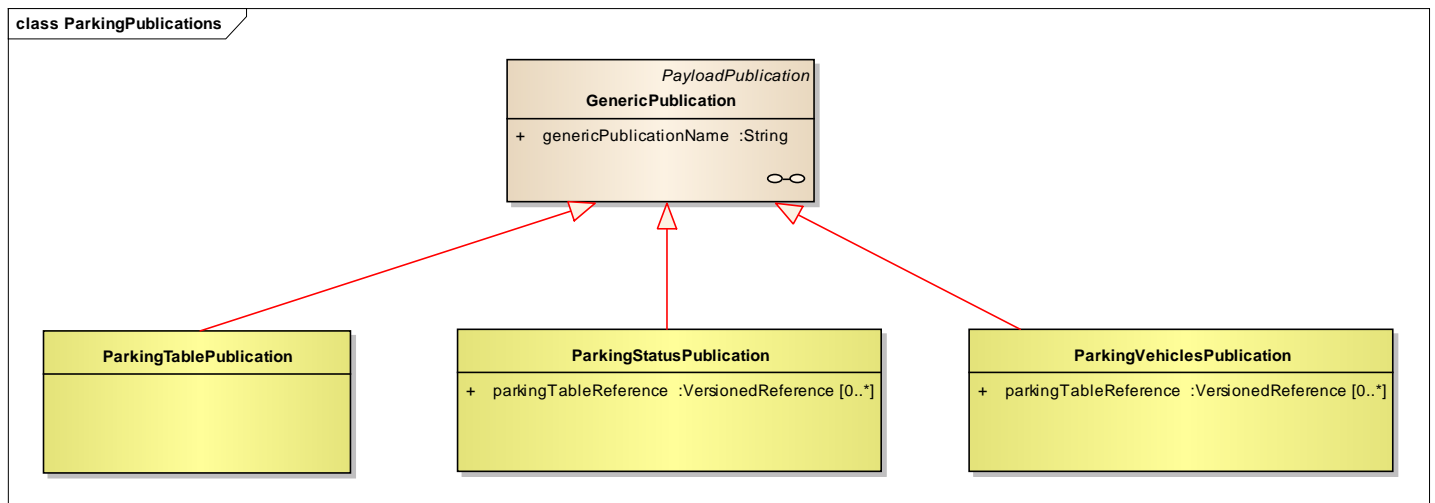 class ParkingPublications
PayloadPublication
GenericPublication
+ genericPublicationName :String
ParkingTablePublication
ParkingStatusPublication
+ parkingTableReference :VersionedReference [0..*]
ParkingVehiclesPublication
+ parkingTableReference :VersionedReference [0..*]